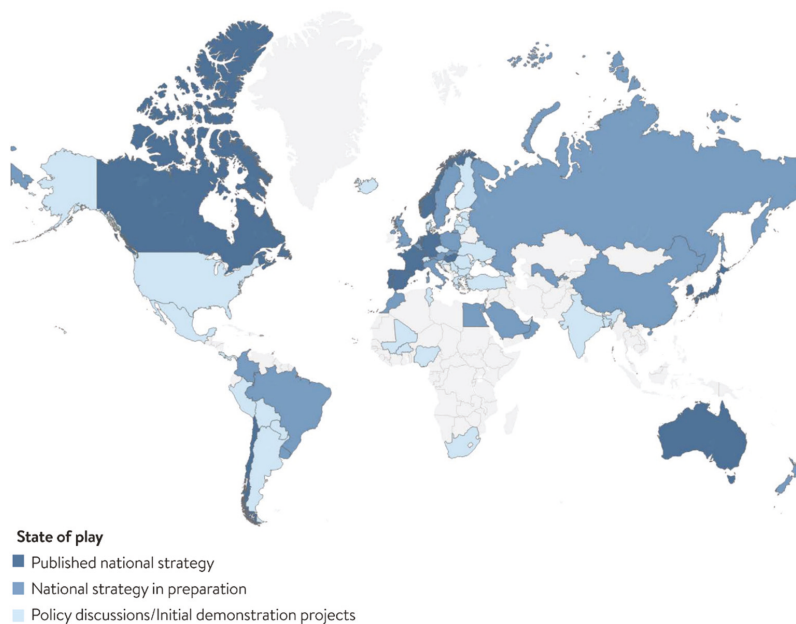 State of play
Published national strategy
National strategy in preparation
Policy discussions/Initial demonstration projects